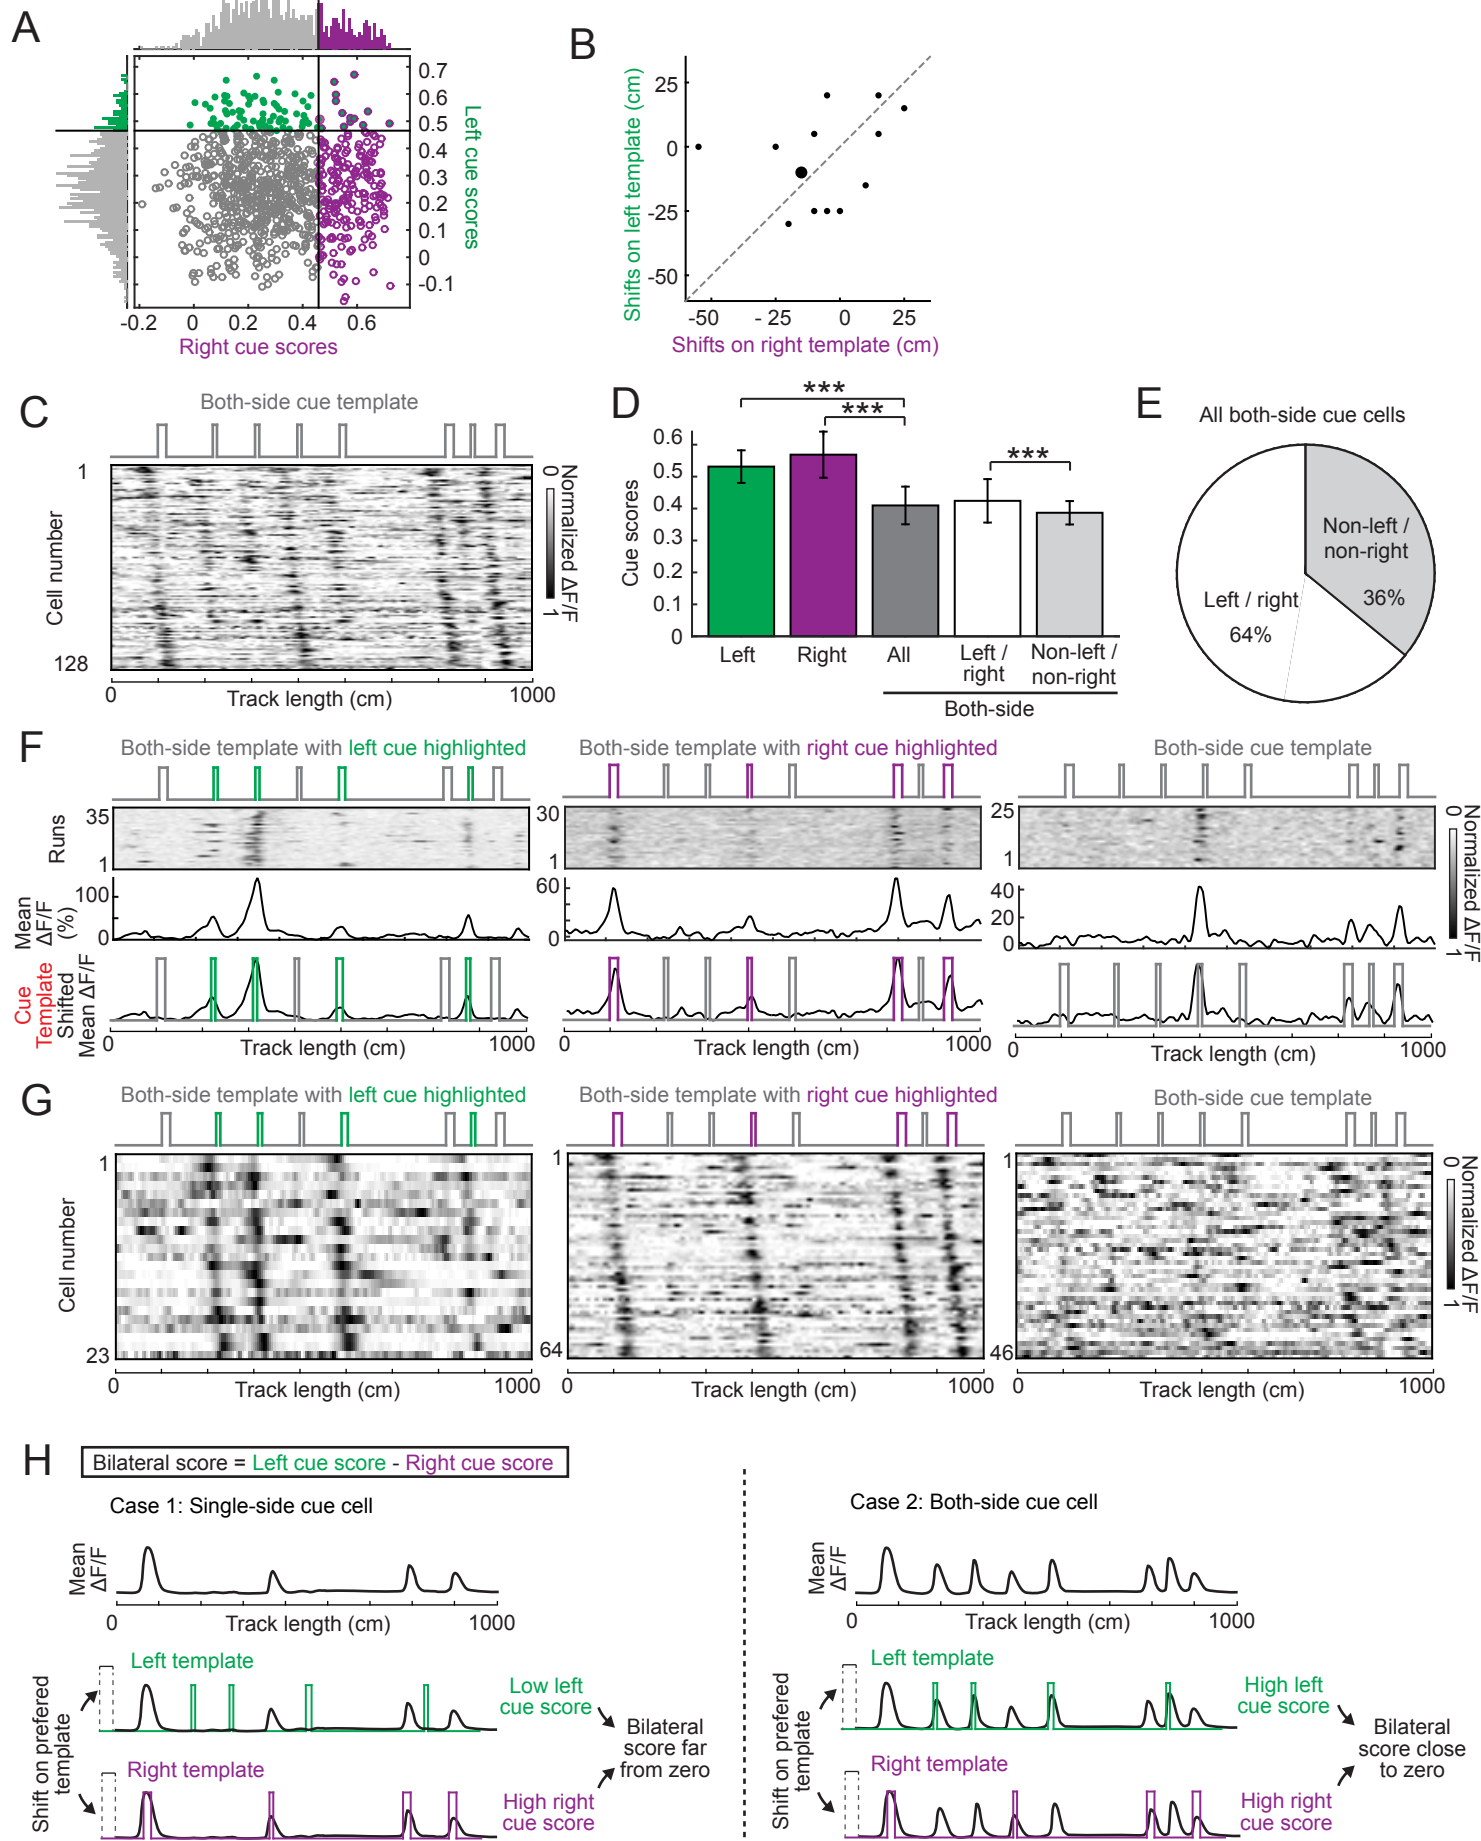 A
0.7
0.6
0.5
0.4
0.3
0.2
0.1
0
-0.1
Left cue scores
-0.2 0 0.2 0.4 0.6
Right cue scores
B
25
0
-25
-50
Shifts on left template (cm)
-50 - 25 0 25
Shifts on right template (cm)
C
Both-side cue template
1
128
Cell number
0 1000
Track length (cm)
0
1
Normalized ΔF/F
D
*** 
***
***
0.6
0.5
0.4
0.3
0.2
0.1
0
Cue scores
Left Right All Left / right Non-left / non-right
Both-side
E
All both-side cue cells
Non-left /
non-right
36%
Left / right
64%
F
Both-side template with left cue highlighted
Both-side template with right cue highlighted
Both-side cue template
35
1
Runs
30
1
25
1
0
1
Normalized ΔF/F
100
0
Mean
ΔF/F
(%)
60
0
40
20
0
Cue
Template
Shifted
Mean ΔF/F
0 Track length (cm) 1000
0 Track length (cm) 1000
0 Track length (cm) 1000
G
Both-side template with left cue highlighted
Both-side template with right cue highlighted
Both-side cue template
1
23
Cell number
1
64
1
46
0
1
Normalized ΔF/F
0 Track length (cm) 1000
0 Track length (cm) 1000
0 Track length (cm) 1000
H
Bilateral score = Left cue score - Right cue score
Case 1: Single-side cue cell
Mean
ΔF/F
0 Track length (cm) 1000
Shift on prefered
template
Left template
Low left
cue score
Right template
High right
cue score
Bilateral
score far
from zero
Case 2: Both-side cue cell
Mean
ΔF/F
0 Track length (cm) 1000
Shift on prefered
template
Left template
High left
cue score
Right template
High right
cue score
Bilateral
score close
to zero